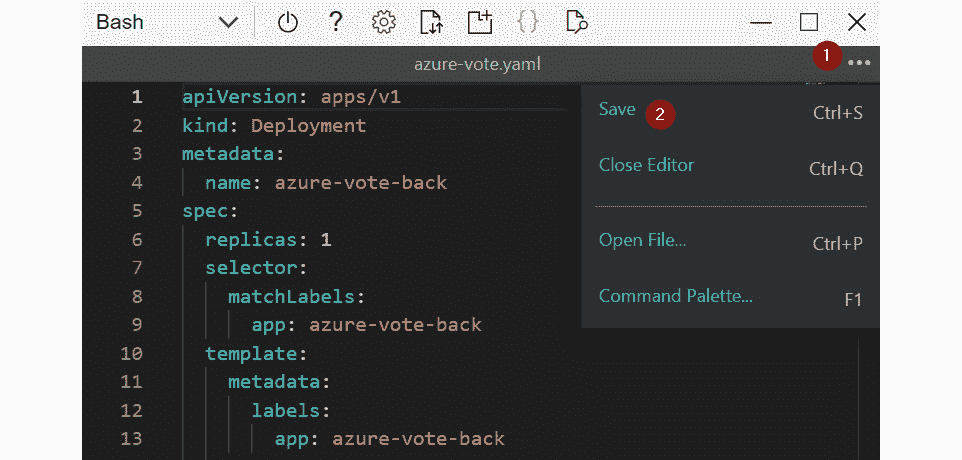 Bash ? {}
azure-vote.yaml 1 •••
1 apiVersion: apps/v1
2 kind: Deployment
3 metadata:
4 name: azure-vote-back
5 spec:
6 replicas: 1
7 selector:
8 matchLabels:
9 app: azure-vote-back
10 template:
11 metadata:
12 labels:
13 app: azure-vote-back
Save 2 Ctrl+S
Close Editor Ctrl+Q
Open File... Ctrl+P
Command Palette... F1